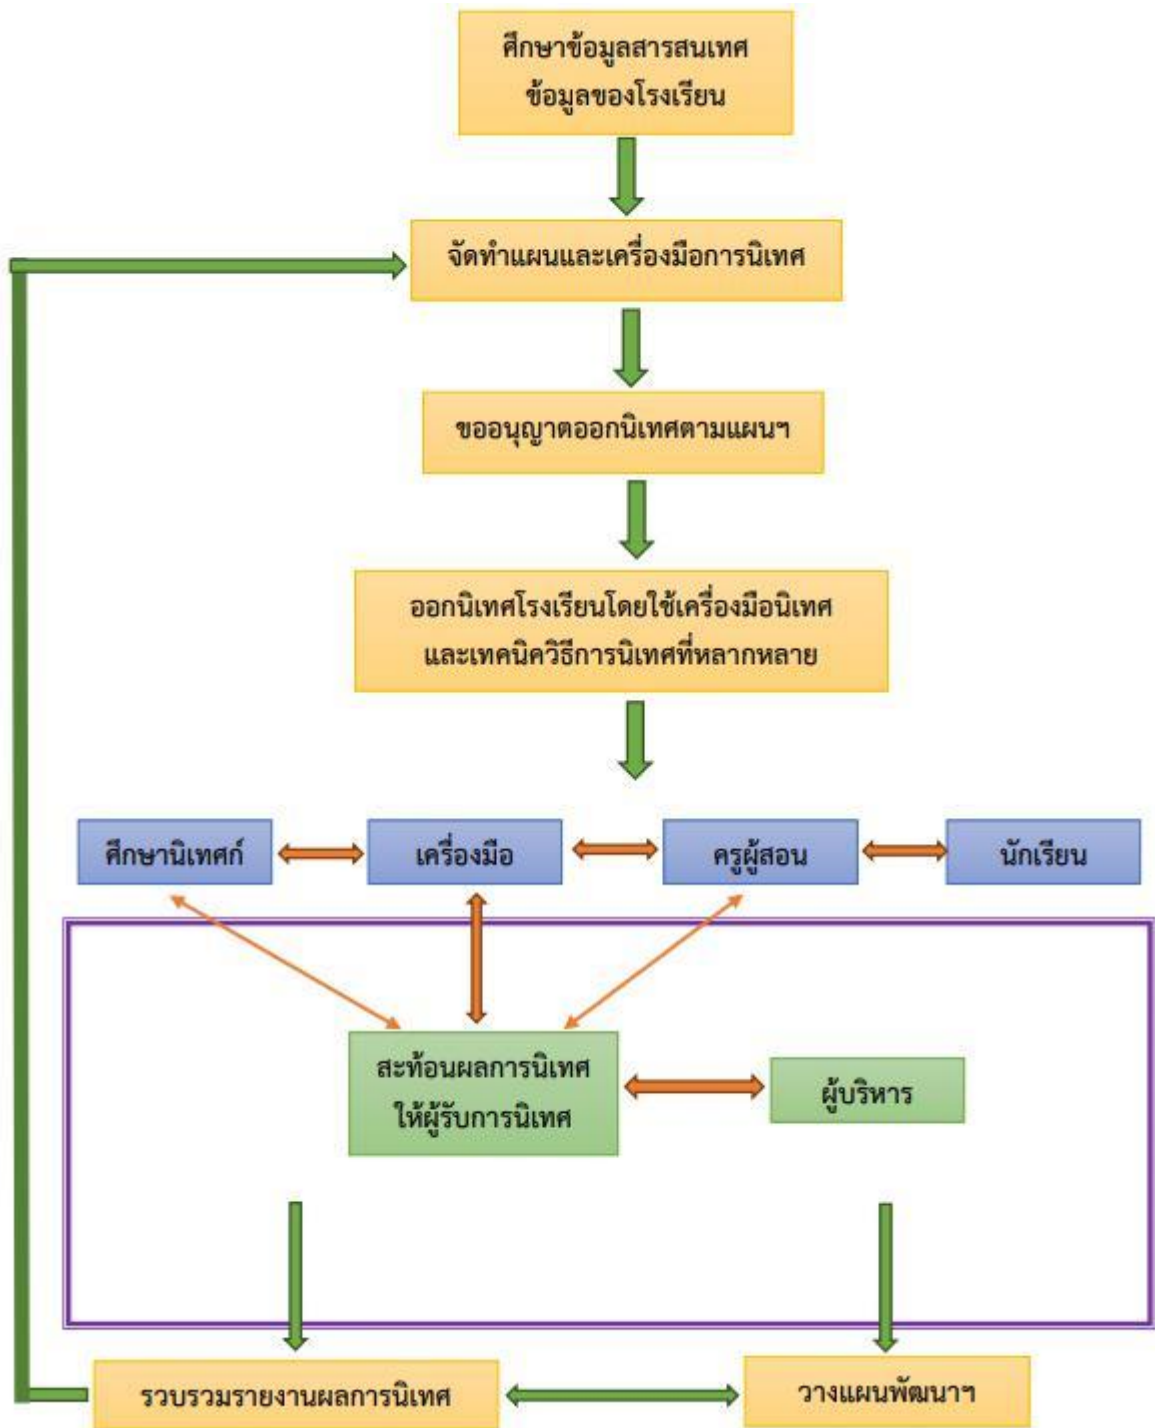 ศึกษาข้อมูลสารสนเทศ
ข้อมูลของโรงเรียน
จัดทำแผนและเครื่องมือการนิเทศ
ขออนุญาตออกนิเทศตามแผนฯ
ออกนิเทศโรงเรียนโดยใช้เครื่องมือนิเทศ
และเทคนิควิธีการนิเทศที่หลากหลาย
ศึกษานิเทศก์
เครื่องมือ
ครูผู้สอน
นักเรียน
สะท้อนผลการนิเทศ
ให้ผู้รับการนิเทศ
ผู้บริหาร
รวบรวมรายงานผลการนิเทศ
วางแผนพัฒนาฯ